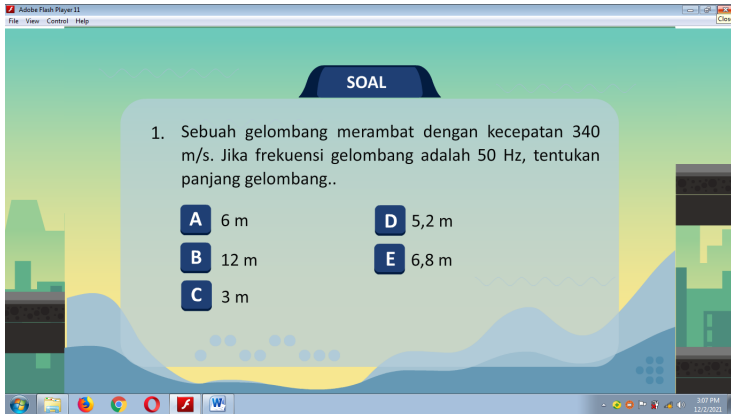 Adobe Flash Player 11
File View Control Help
Clos
SOAL
1. Sebuah gelombang merambat dengan kecepatan 340
m/s. Jika frekuensi gelombang adalah 50 Hz, tentukan
panjang gelombang..
A 6 m
D 5,2 m
B 12 m
E 6,8 m
C 3 m
3:07 PM
12/2/2021